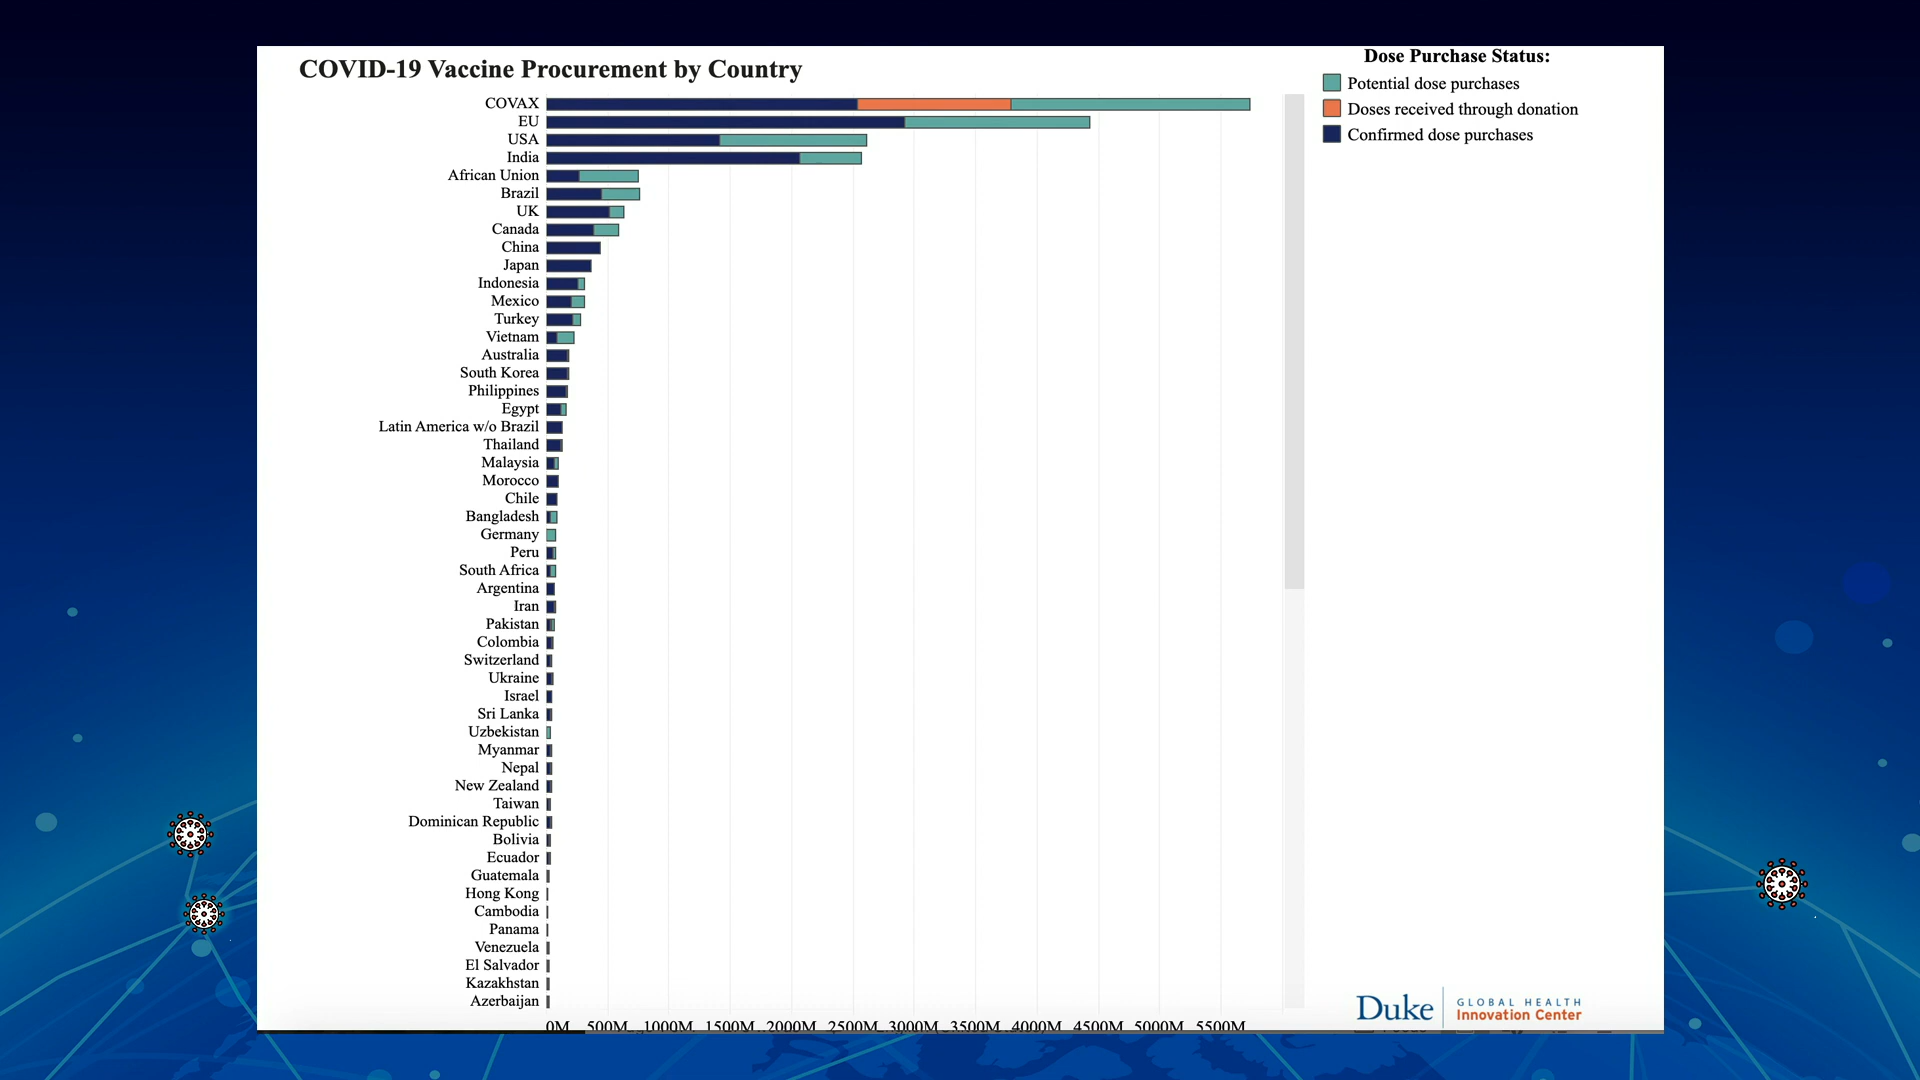 COVID-19 Vaccine Procurement by Country
Dose Purchase Status:
Potential dose purchases
Doses received through donation
Confirmed dose purchases
COVAX
EU
USA
India
African Union
Brazil
UK
Canada
China
Japan
Indonesia
Mexico
Turkey
Vietnam
Australia
South Korea
Philippines
Egypt
Latin America w/o Brazil
Thailand
Malaysia
Morocco
Chile
Bangladesh
Germany
Peru
South Africa
Argentina
Iran
Pakistan
Colombia
Switzerland
Ukraine
Israel
Sri Lanka
Uzbekistan
Myanmar
Nepal
New Zealand
Taiwan
Dominican Republic
Bolivia
Ecuador
Guatemala
Hong Kong
Cambodia
Panama
Venezuela
El Salvador
Kazakhstan
Azerbaijan
0M 500M 1000M 1500M 2000M 2500M 3000M 3500M 4000M 4500M 5000M 5500M
Duke
GLOBAL HEALTH
Innovation Center